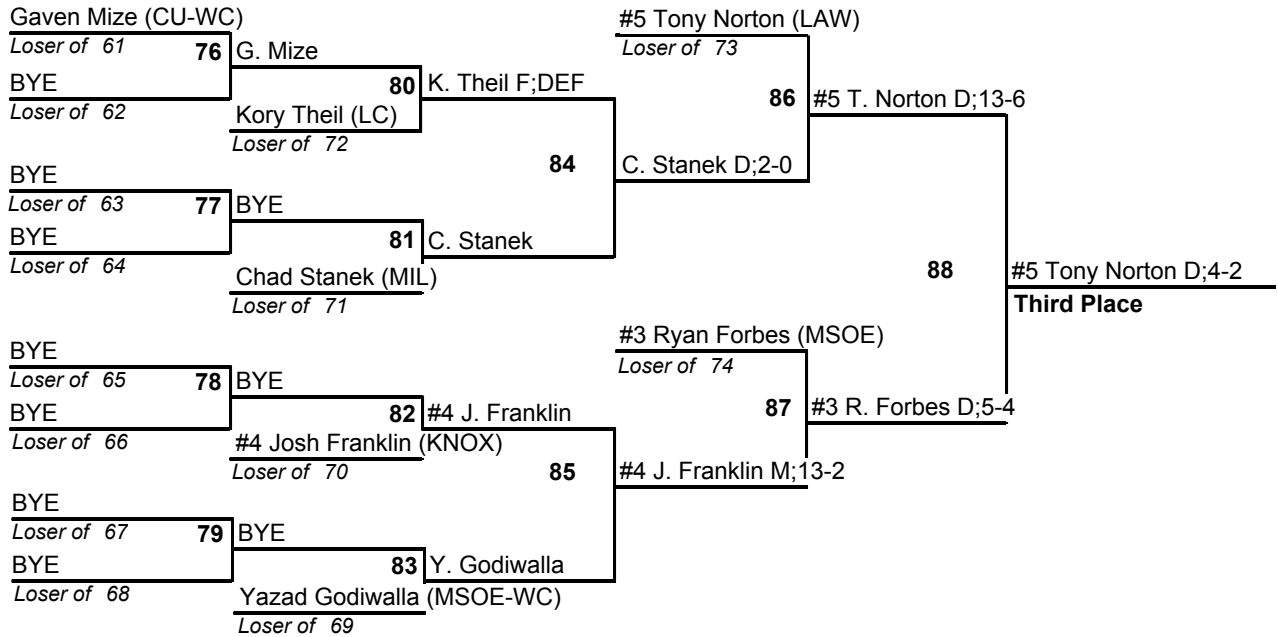 Gaven Mize (CU-WC)
Loser of 61
76 G. Mize
BYE
Loser of 62
80 K. Theil F;DEF
Kory Theil (LC)
Loser of 72
BYE
Loser of 63
77 BYE
BYE
Loser of 64
81 C. Stanek
Chad Stanek (MIL)
Loser of 71
84 C. Stanek D;2-0
#5 Tony Norton (LAW)
Loser of 73
86 #5 T. Norton D;13-6
BYE
Loser of 65
78 BYE
BYE
Loser of 66
82 #4 J. Franklin
#4 Josh Franklin (KNOX)
Loser of 70
BYE
Loser of 67
79 BYE
BYE
Loser of 68
83 Y. Godiwalla
Yazad Godiwalla (MSOE-WC)
Loser of 69
85 #4 J. Franklin M;13-2
#3 Ryan Forbes (MSOE)
Loser of 74
87 #3 R. Forbes D;5-4
88 #5 Tony Norton D;4-2
Third Place